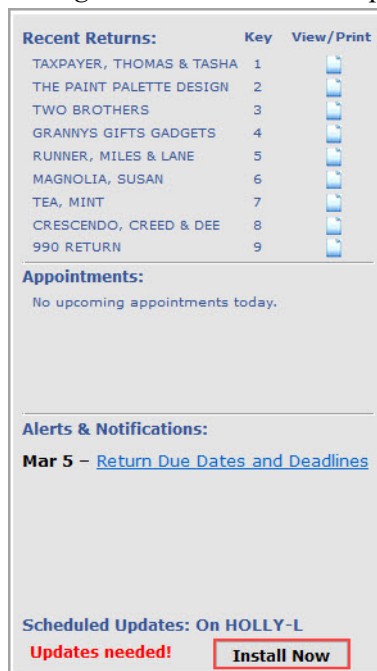 Recent Returns: Key View/Print
TAXPAYER, THOMAS & TASHA 1
THE PAINT PALETTE DESIGN 2
TWO BROTHERS 3
GRANNYS GIFTS GADGETS 4
RUNNER, MILES & LANE 5
MAGNOLIA, SUSAN 6
TEA, MINT 7
CRESCENDO, CREED & DEE 8
990 RETURN 9
Appointments:
No upcoming appointments today.
Alerts & Notifications:
Mar 5 – Return Due Dates and Deadlines
Scheduled Updates: On HOLLY-L
Updates needed! Install Now